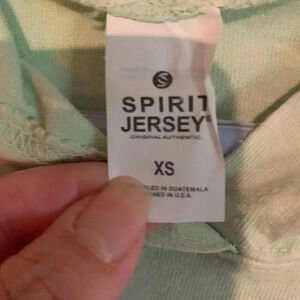 S
SPIRIT
JERSEY®
ORIGINAL.AUTHENTIC.
XS
IN GUATEMALA
IN U.S.A.